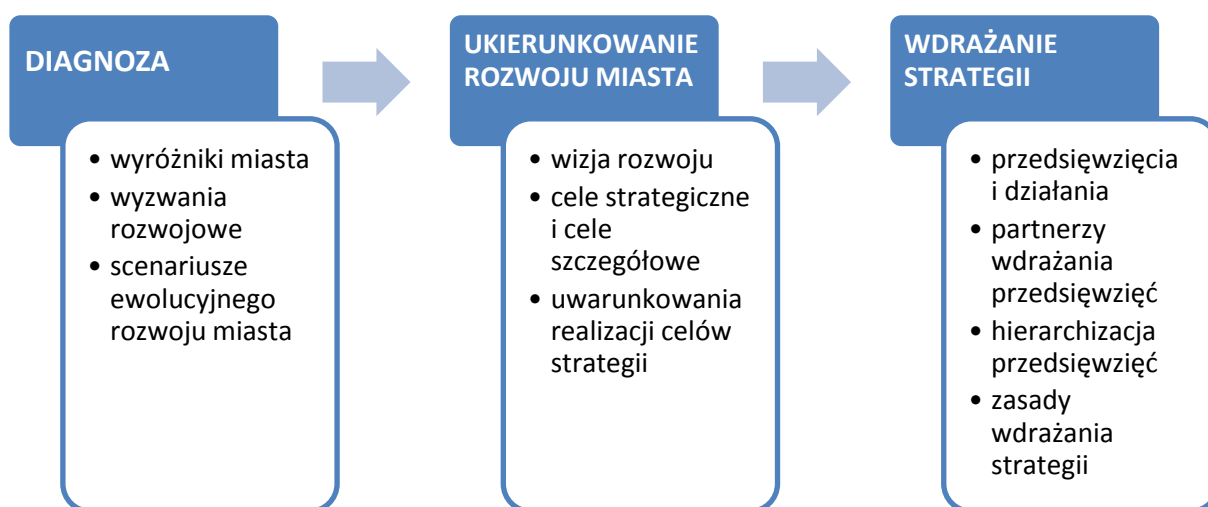 DIAGNOZA
• wyróżniki miasta
• wyzwania
rozwojowe
• scenariusze
ewolucyjnego
rozwoju miasta
UKIERUNKOWANIE
ROZWOJU MIASTA
• wizja rozwoju
• cele strategiczne
i cele
szczegółowe
• uwarunkowania
realizacji celów
strategii
WDRAŻANIE
STRATEGII
• przedsięwzięcia
i działania
• partnerzy
wdrażania
przedsięwzięć
• hierarchizacja
przedsięwzięć
• zasady
wdrażania
strategii